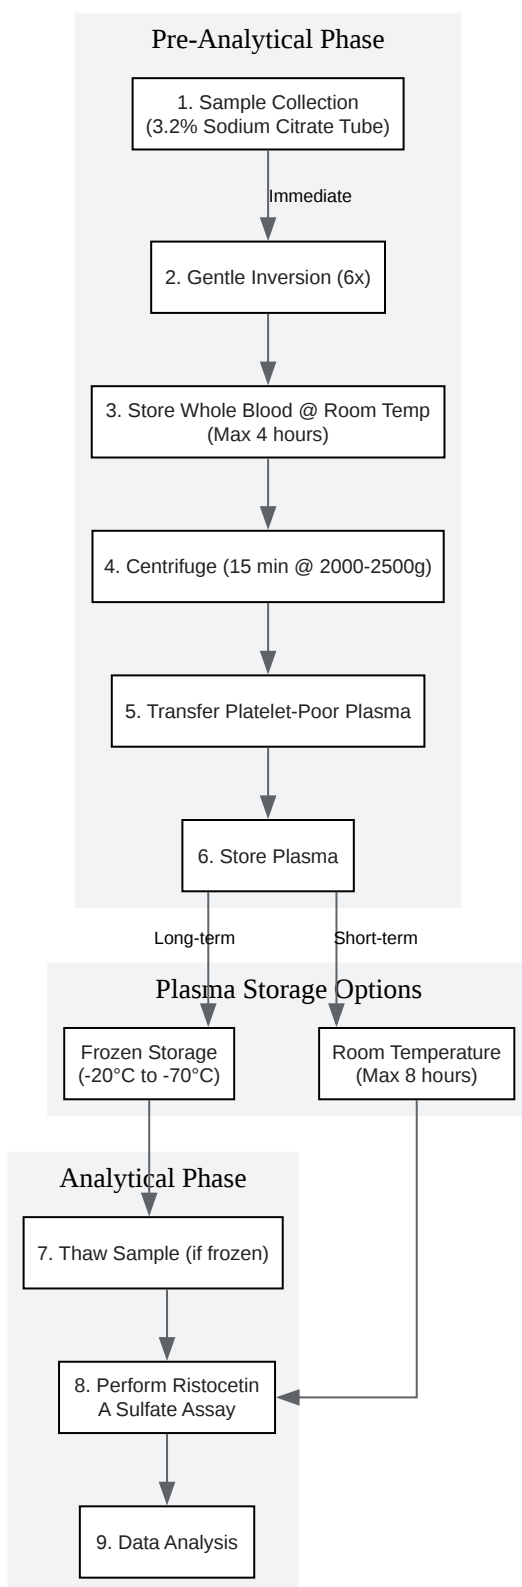 Pre-Analytical Phase
1. Sample Collection
(3.2% Sodium Citrate Tube)
Immediate
2. Gentle Inversion (6x)
3. Store Whole Blood @ Room Temp
(Max 4 hours)
4. Centrifuge (15 min @ 2000-2500g)
5. Transfer Platelet-Poor Plasma
6. Store Plasma
Long-term
Short-term
Plasma Storage Options
Frozen Storage
(-20°C to -70°C)
Room Temperature
(Max 8 hours)
Analytical Phase
7. Thaw Sample (if frozen)
8. Perform Ristocetin
A Sulfate Assay
9. Data Analysis